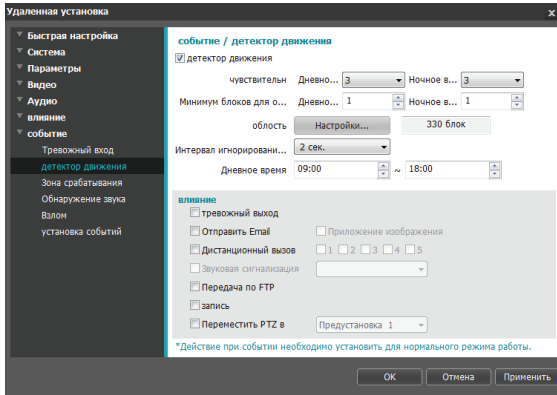 Удаленная установка
x
Быстрая настройка
Система
Параметры
Видео
Аудио
влияние
событие
Тревожный вход
детектор движения
Зона срабатывания
Обнаружение звука
Взлом
установка событий
событие / детектор движения
детектор движения
чувствительн Дневно... 3 Ночное в... 3
Минимум блоков для о... Дневно... 1 Ночное в... 1
облость Настройки... 330 блок
Интервал игнорировани... 2 сек.
Дневное время 09:00 ~ 18:00
влияние
тревожный выход
Отправить Email Приложение изображения
Дистанционный вызов 1 2 3 4 5
Звуковая сигнализация
Передача по FTP
запись
Переместить PTZ в Предустановка 1
*Действие при событии необходимо установить для нормального режима работы.
OK Отмена Применить